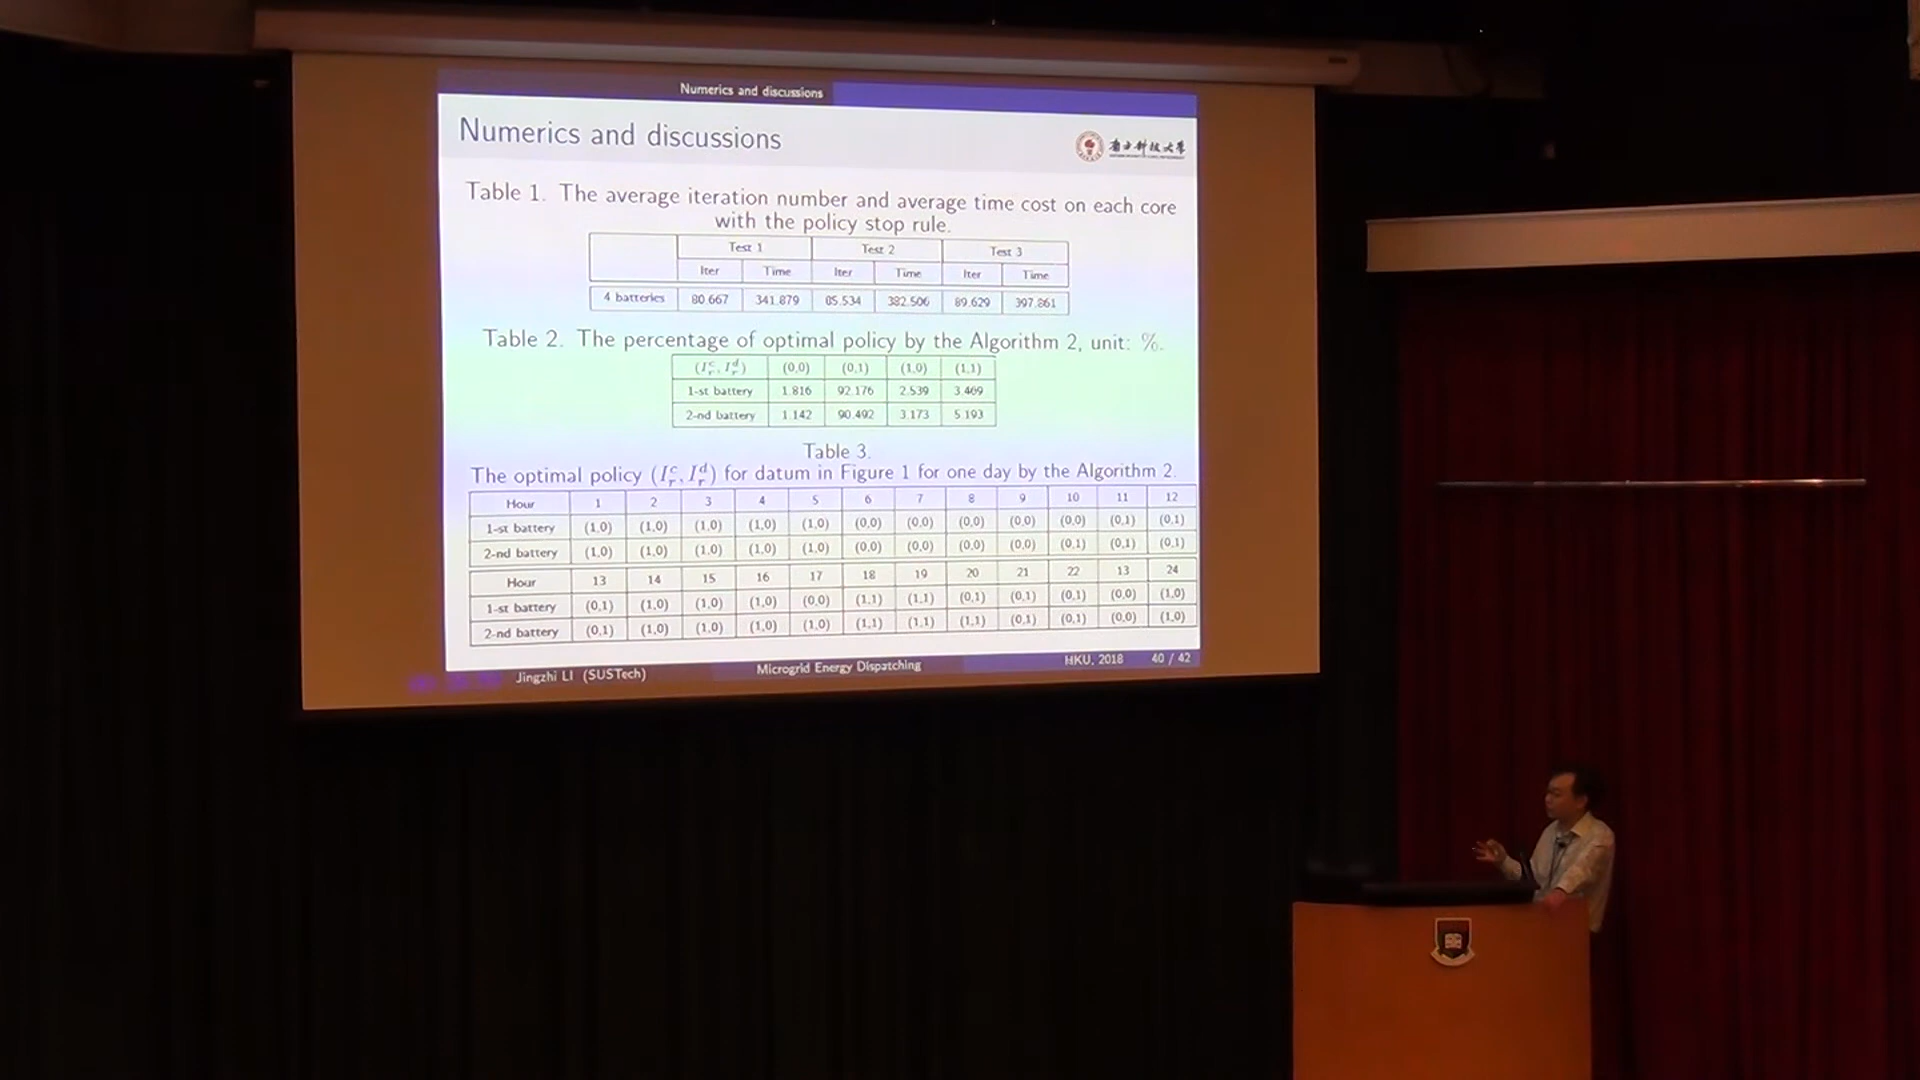 Numerics and discussions
Numerics and discussions
南方科技大学
Table 1. The average iteration number and average time cost on each core
with the policy stop rule.
Test 1 Test 2 Test 3
Iter Time Iter Time Iter Time
4 batteries 80.667 341.879 85.534 382.506 89.629 397.861
Table 2. The percentage of optimal policy by the Algorithm 2, unit: %.
(I_r^c, I_r^d) (0,0) (0,1) (1,0) (1,1)
1-st battery 1.816 92.176 2.539 3.469
2-nd battery 1.142 90.492 3.173 5.193
Table 3.
The optimal policy (I_r^c, I_r^d) for datum in Figure 1 for one day by the Algorithm 2.
Hour 1 2 3 4 5 6 7 8 9 10 11 12
1-st battery (1,0) (1,0) (1,0) (1,0) (1,0) (0,0) (0,0) (0,0) (0,0) (0,0) (0,1) (0,1)
2-nd battery (1,0) (1,0) (1,0) (1,0) (1,0) (0,0) (0,0) (0,0) (0,0) (0,1) (0,1) (0,1)
Hour 13 14 15 16 17 18 19 20 21 22 13 24
1-st battery (0,1) (1,0) (1,0) (1,0) (0,0) (1,1) (1,1) (0,1) (0,1) (0,1) (0,0) (1,0)
2-nd battery (0,1) (1,0) (1,0) (1,0) (1,0) (1,1) (1,1) (1,1) (0,1) (0,1) (0,0) (1,0)
Jingzhi LI (SUSTech) Microgrid Energy Dispatching HKU, 2018 40 / 42